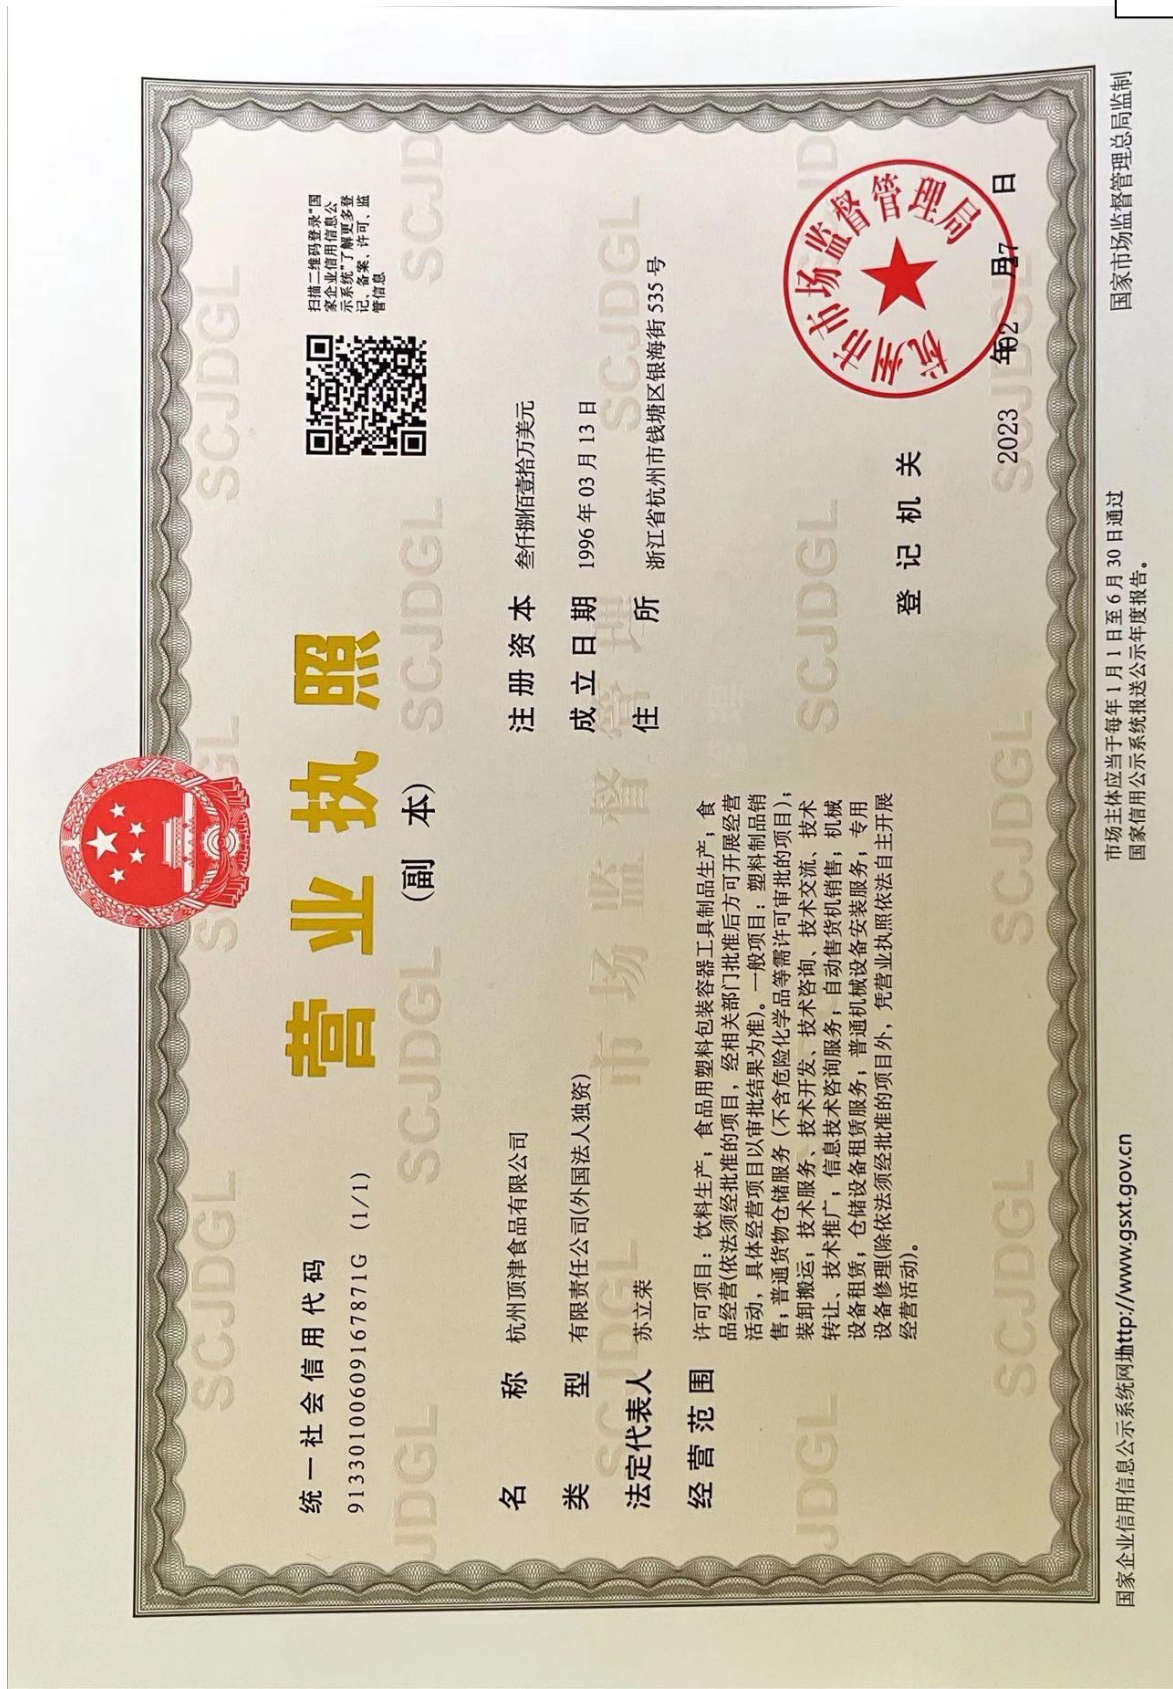 统一社会信用代码
91330100609167871G (1/1)
营业执照
(副 本)
扫描二维码登录"国
家企业信用信息公
示系统"了解更多登
记、备案、许可、监
管信息
名 称 杭州顶津食品有限公司
类 型 有限责任公司(外国法人独资)
法定代表人 苏立荣
经营范围 许可项目：饮料生产；食品用塑料包装容器工具制品生产；食
品经营(依法须经批准的项目，经相关部门批准后方可开展经营
活动，具体经营项目以审批结果为准)。一般项目：塑料制品销
售；普通货物仓储服务（不含危险化学品等需许可审批的项目）；
装卸搬运；技术服务、技术开发、技术咨询、技术交流、技术
转让、技术推广；信息技术咨询服务；自动售货机销售；机械
设备租赁；仓储设备租赁服务；普通机械设备安装服务；专用
设备修理(除依法须经批准的项目外，凭营业执照依法自主开展
经营活动)。
注册资本 叁仟捌佰壹拾万美元
成立日期 1996年03月13日
住 所 浙江省杭州市钱塘区银海街535号
登记机关
杭州市市场监督管理局
2023 年02 月27 日
市场监督管理
SCJDGL
国家企业信用信息公示系统网址http://www.gsxt.gov.cn
市场主体应当于每年1月1日至6月30日通过
国家信用公示系统报送公示年度报告。
国家市场监督管理总局监制